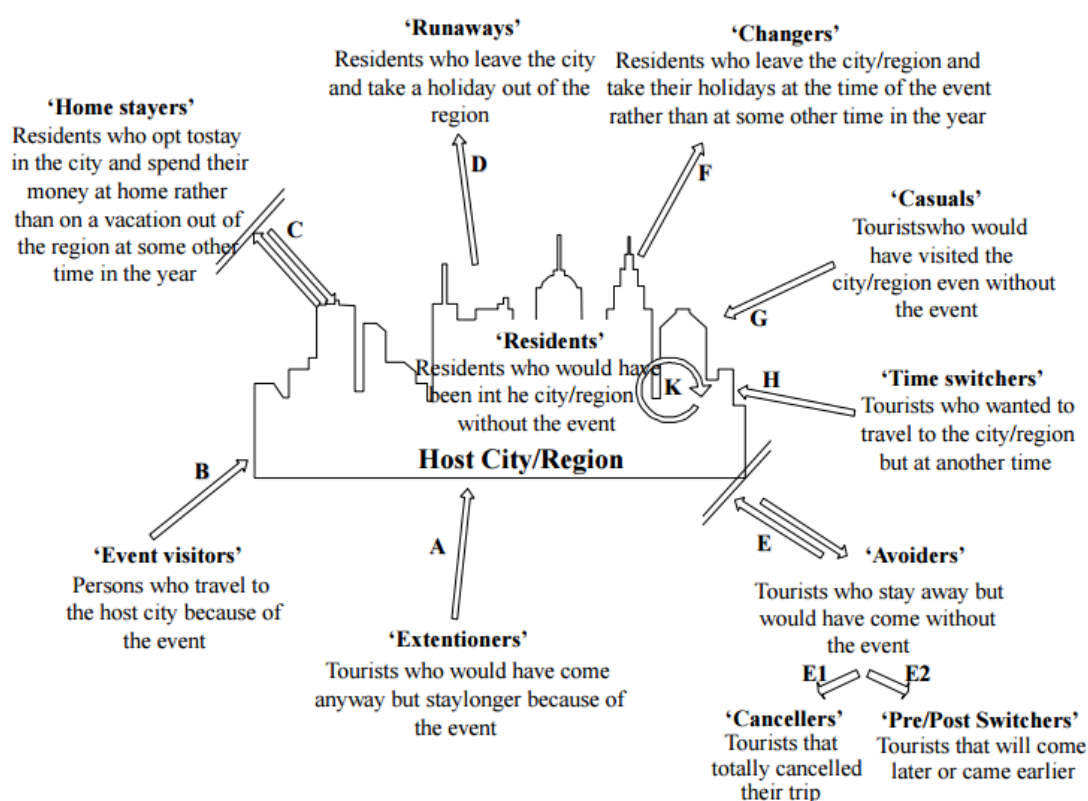 ‘Runaways’
Residents who leave the city
and take a holiday out of the
region
D
‘Changers’
Residents who leave the city/region and
take their holidays at the time of the event
rather than at some other time in the year
F
‘Home stayers’
Residents who opt tostay
in the city and spend their
money at home rather
than on a vacation out of
the region at some other
time in the year
C
‘Casuals’
Touristswho would
have visited the
city/region even without
the event
G
‘Residents’
Residents who would have
been int he city/region
without the event
K
H
‘Time switchers’
Tourists who wanted to
travel to the city/region
but at another time
Host City/Region
B
‘Event visitors’
Persons who travel to
the host city because of
the event
A
‘Extentioners’
Tourists who would have come
anyway but staylonger because of
the event
E
‘Avoiders’
Tourists who stay away but
would have come without
the event
E1
E2
‘Cancellers’
Tourists that
totally cancelled
their trip
‘Pre/Post Switchers’
Tourists that will come
later or came earlier